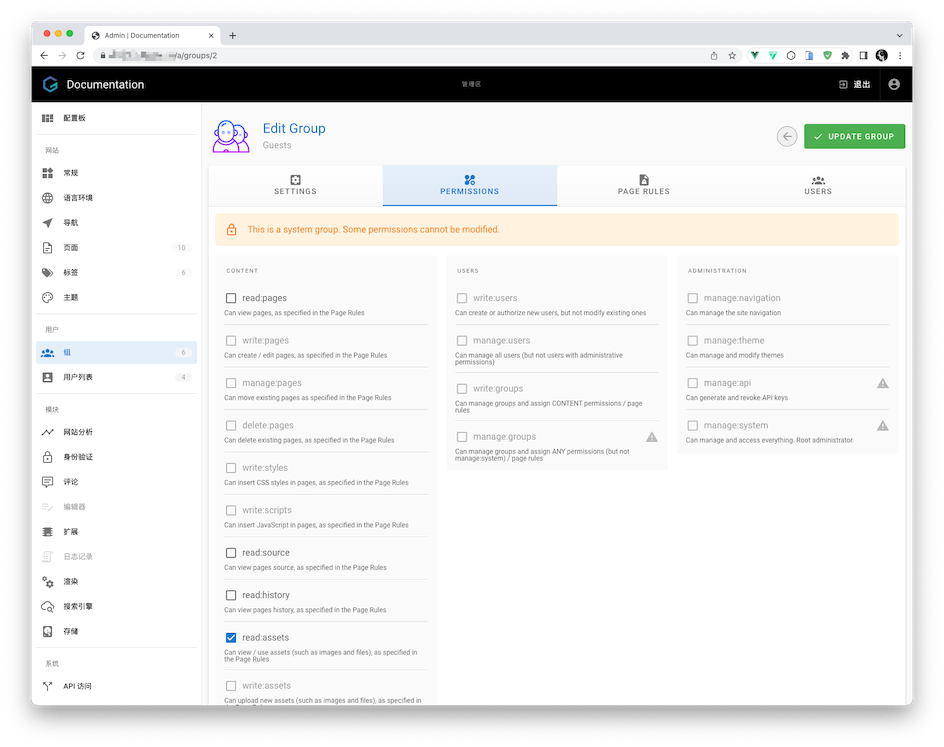 Admin | Documentation
/a/groups/2
Documentation
管理区
退出
配置板
网站
常规
语言环境
导航
页面 10
标签 6
主题
用户
组 6
用户列表 4
模块
网站分析
身份验证
评论
编辑器
扩展
日志记录
渲染
搜索引擎
存储
系统
API 访问
Edit Group
Guests
UPDATE GROUP
SETTINGS
PERMISSIONS
PAGE RULES
USERS
This is a system group. Some permissions cannot be modified.
CONTENT
read:pages
Can view pages, as specified in the Page Rules
write:pages
Can create / edit pages, as specified in the Page Rules
manage:pages
Can move existing pages as specified in the Page Rules
delete:pages
Can delete existing pages, as specified in the Page Rules
write:styles
Can insert CSS styles in pages, as specified in the Page Rules
write:scripts
Can insert JavaScript in pages, as specified in the Page Rules
read:source
Can view pages source, as specified in the Page Rules
read:history
Can view pages history, as specified in the Page Rules
read:assets
Can view / use assets (such as images and files), as specified in
the Page Rules
write:assets
Can upload new assets (such as images and files), as specified in
USERS
write:users
Can create or authorize new users, but not modify existing ones
manage:users
Can manage all users (but not users with administrative
permissions)
write:groups
Can manage groups and assign CONTENT permissions / page
rules
manage:groups
Can manage groups and assign ANY permissions (but not
manage:system) / page rules
ADMINISTRATION
manage:navigation
Can manage the site navigation
manage:theme
Can manage and modify themes
manage:api
Can generate and revoke API keys
manage:system
Can manage and access everything. Root administrator.